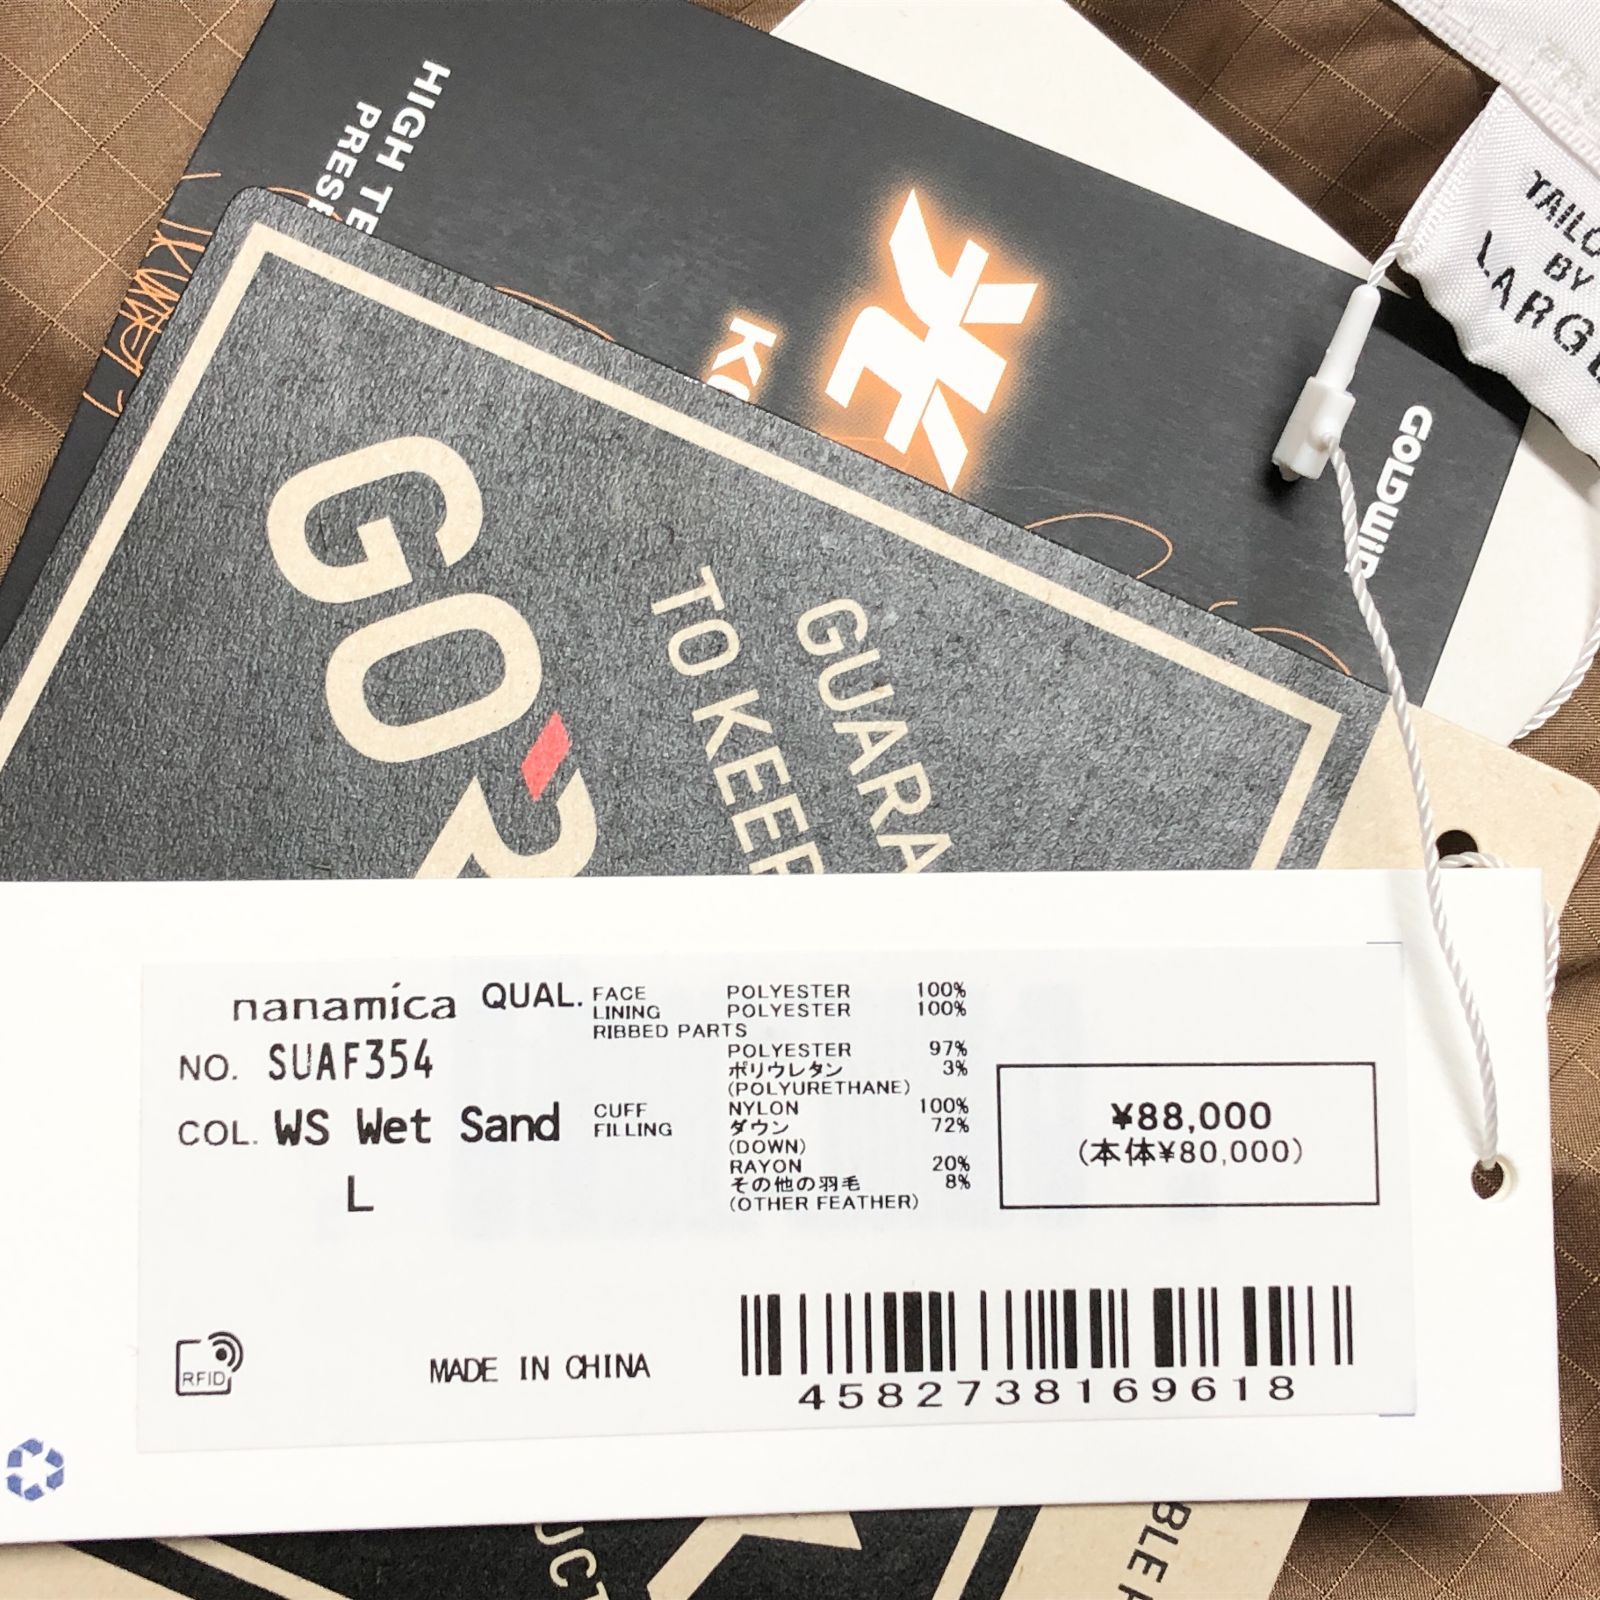 HIGH
光
GOLDWIN
TAILO
BY
LARGE
GO
GUARA
TO KEEP
nanamica
NO. SUAF354
COL. WS Wet Sand
L
QUAL.
FACE POLYESTER 100%
LINING POLYESTER 100%
RIBBED PARTS
POLYESTER 97%
ポリウレタン 3%
(POLYURETHANE)
CUFF NYLON 100%
FILLING ダウン 72%
(DOWN)
RAYON 20%
その他の羽毛 8%
(OTHER FEATHER)
¥88,000
(本体¥80,000)
RFID
MADE IN CHINA
4582738169618